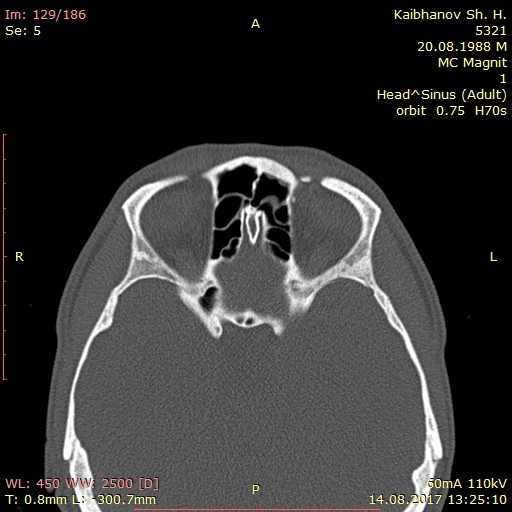 Im: 129/186
Se: 5
A
Kaibhanov Sh. H.
5321
20.08.1988 M
MC Magnit
1
Head^Sinus (Adult)
orbit 0.75 H70s
R
L
WL: 450 WW: 2500 [D]
T: 0.8mm L: -300.7mm
P
60mA 110kV
14.08.2017 13:25:10